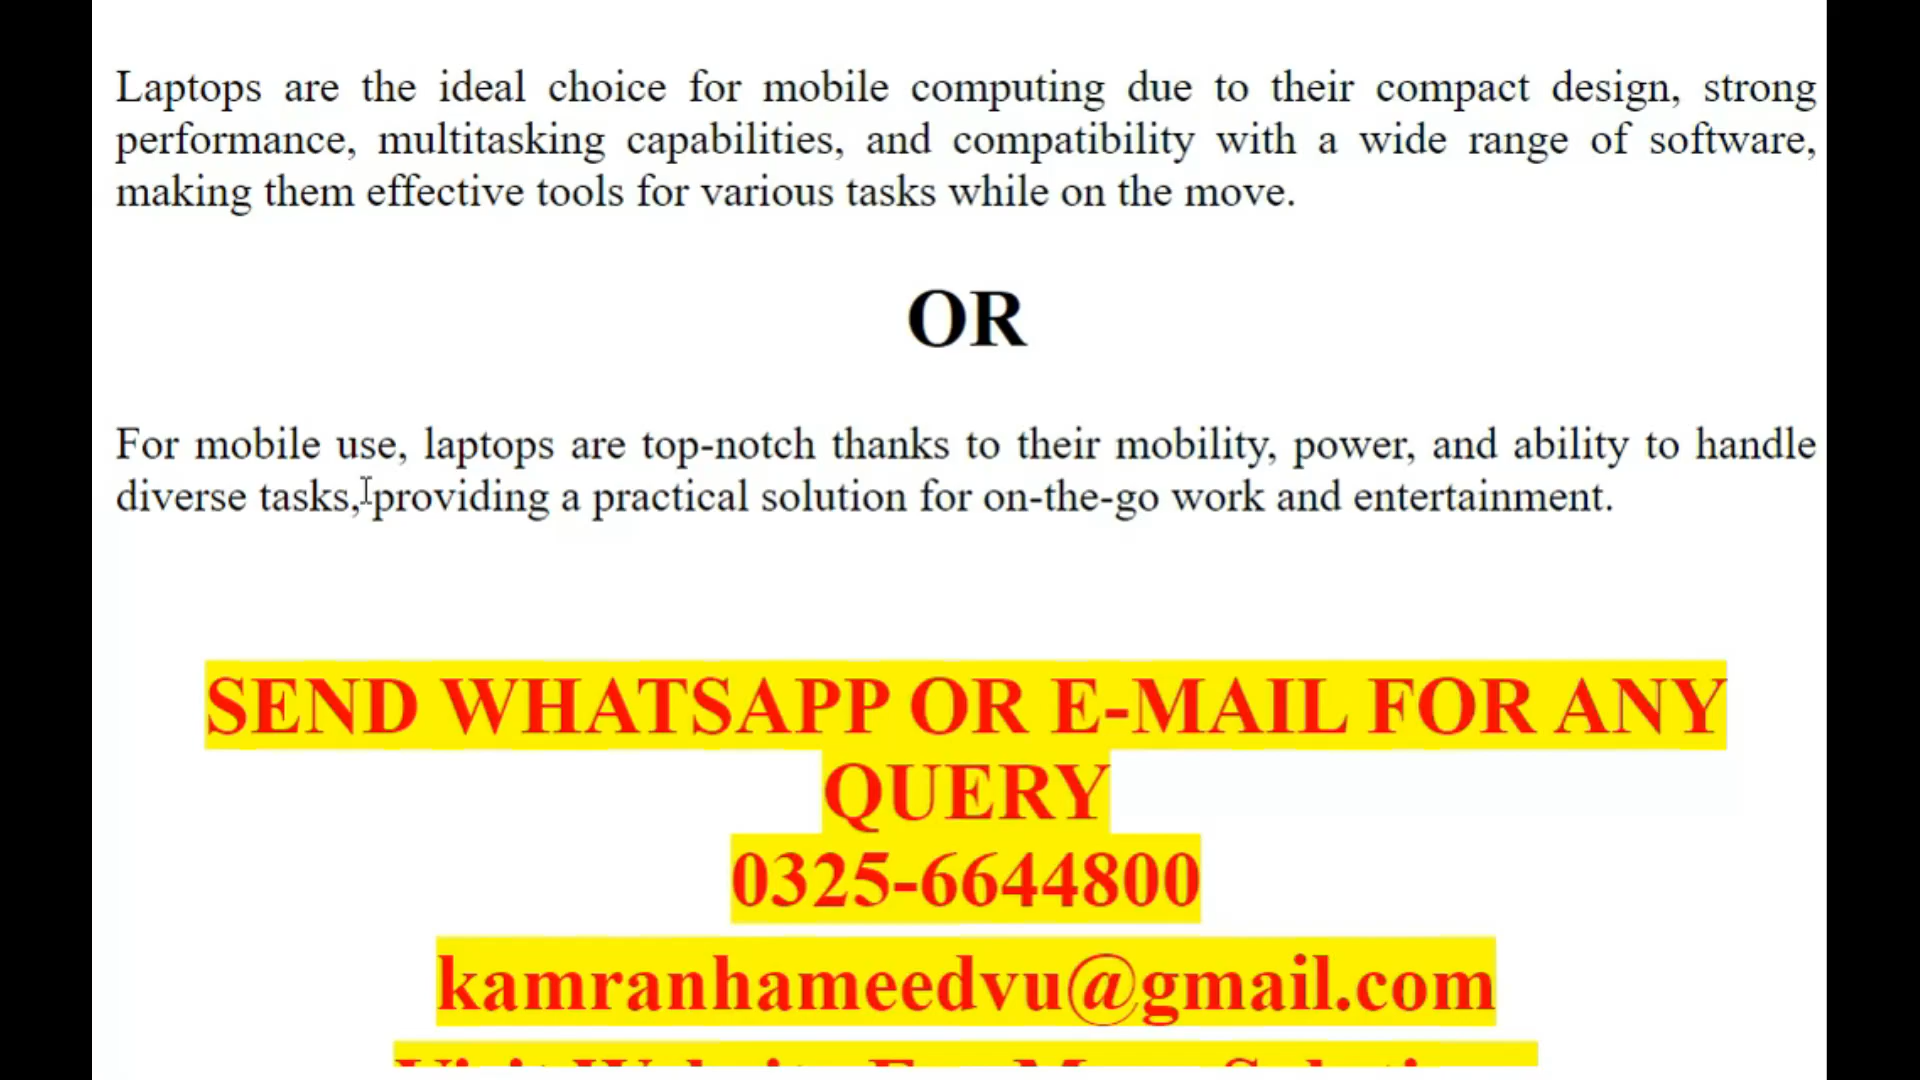 Laptops are the ideal choice for mobile computing due to their compact design, strong
performance, multitasking capabilities, and compatibility with a wide range of software,
making them effective tools for various tasks while on the move.
OR
For mobile use, laptops are top-notch thanks to their mobility, power, and ability to handle
diverse tasks, providing a practical solution for on-the-go work and entertainment.
SEND WHATSAPP OR E-MAIL FOR ANY
QUERY
0325-6644800
kamranhameedvu@gmail.com